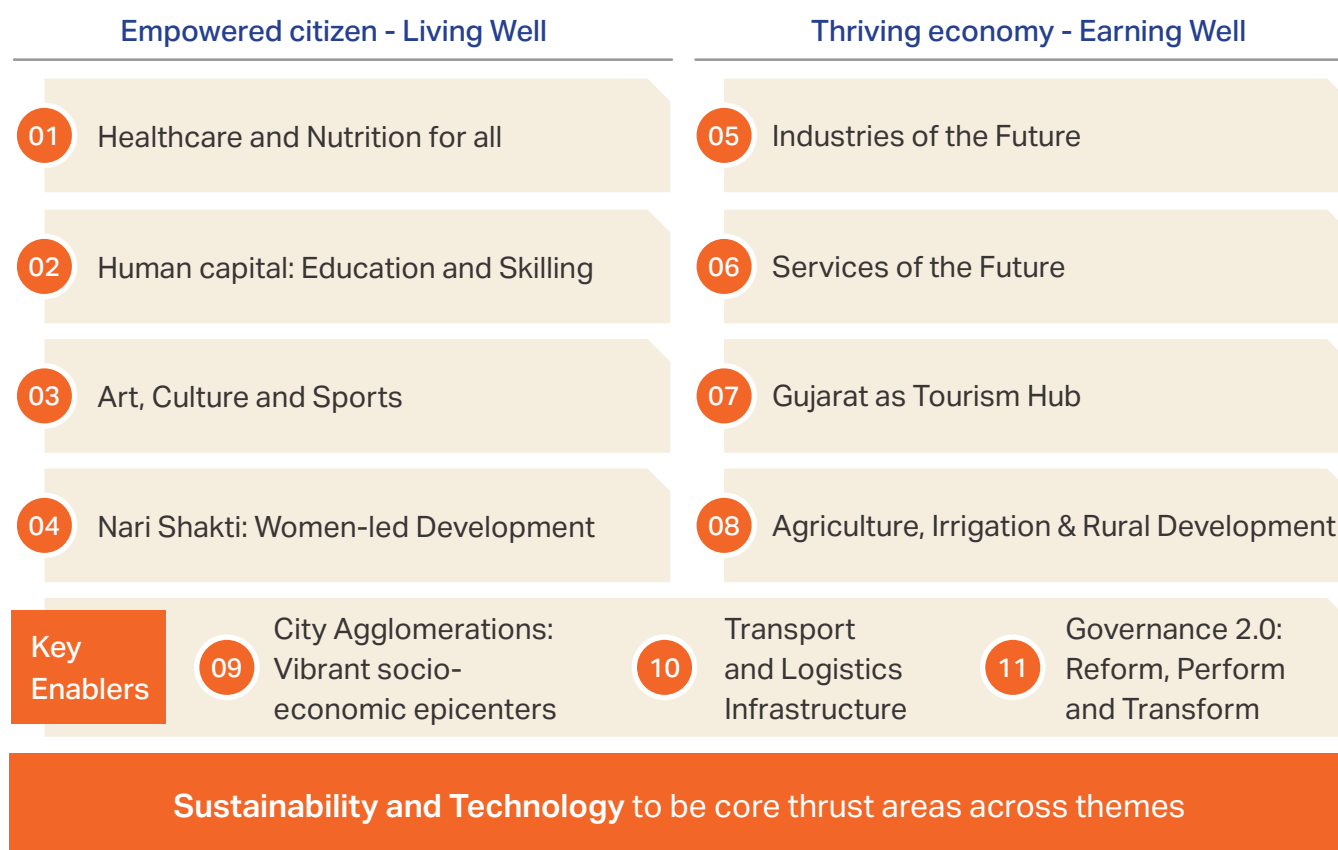 Empowered citizen - Living Well
01 Healthcare and Nutrition for all
02 Human capital: Education and Skilling
03 Art, Culture and Sports
04 Nari Shakti: Women-led Development
Thriving economy - Earning Well
05 Industries of the Future
06 Services of the Future
07 Gujarat as Tourism Hub
08 Agriculture, Irrigation & Rural Development
Key
Enablers
09
City Agglomerations:
Vibrant socio-
economic epicenters
10
Transport
and Logistics
Infrastructure
11
Governance 2.0:
Reform, Perform
and Transform
Sustainability and Technology to be core thrust areas across themes